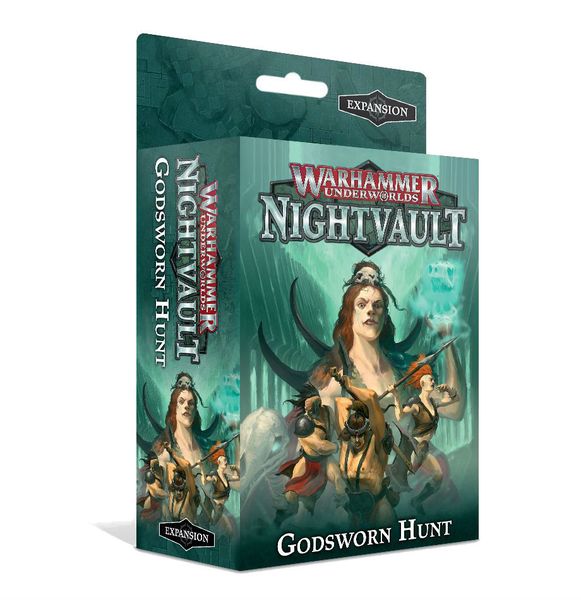 EXPANSION
WARHAMMER
UNDERWORLDS
NIGHTVAULT
GODSWORN HUNT
WARHAMMER
UNDERWORLDS
NIGHTVAULT
GODSWORN HUNT
EXPANSION